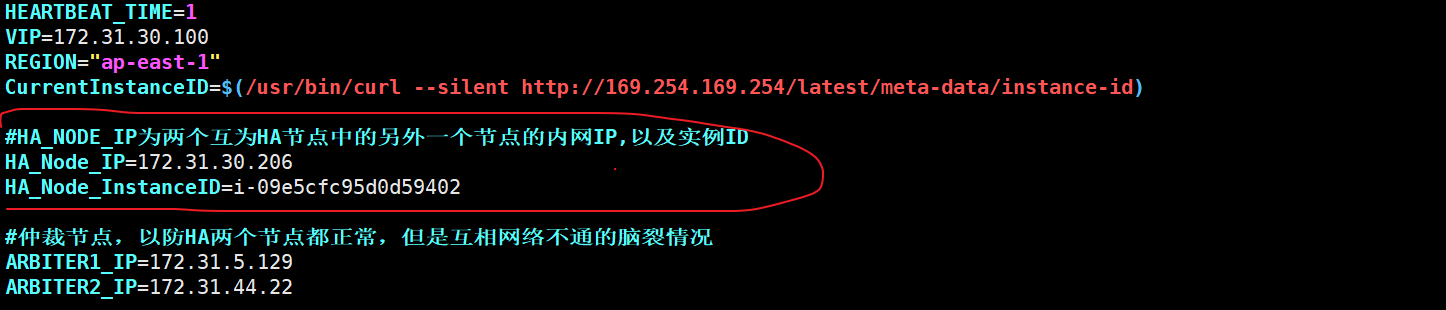 HEARTBEAT_TIME=1
VIP=172.31.30.100
REGION="ap-east-1"
CurrentInstanceID=$(/usr/bin/curl --silent http://169.254.169.254/latest/meta-data/instance-id)
#HA_NODE_IP为两个互为HA节点中的另外一个节点的内网IP,以及实例ID
HA_Node_IP=172.31.30.206
HA_Node_InstanceID=i-09e5cfc95d0d59402
#仲裁节点，以防HA两个节点都正常，但是互相网络不通的脑裂情况
ARBITER1_IP=172.31.5.129
ARBITER2_IP=172.31.44.22